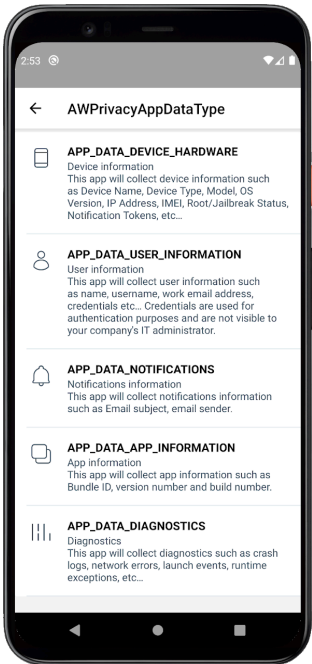 2:53
AWPrivacyAppDataType
APP_DATA_DEVICE_HARDWARE
Device information
This app will collect device information such
as Device Name, Device Type, Model, OS
Version, IP Address, IMEI, Root/Jailbreak Status,
Notification Tokens, etc...
APP_DATA_USER_INFORMATION
User information
This app will collect user information such
as name, username, work email address,
credentials etc... Credentials are used for
authentication purposes and are not visible to
your company's IT administrator.
APP_DATA_NOTIFICATIONS
Notifications information
This app will collect notifications information
such as Email subject, email sender.
APP_DATA_APP_INFORMATION
App information
This app will collect app information such as
Bundle ID, version number and build number.
APP_DATA_DIAGNOSTICS
Diagnostics
This app will collect diagnostics such as crash
logs, network errors, launch events, runtime
exceptions, etc...